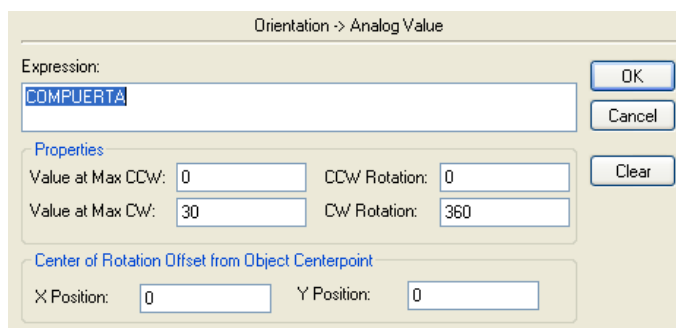 Orientation -> Analog Value
Expression:
OK
COMPUERTA
Cancel
Properties
Clear
Value at Max CCW: 0 CCW Rotation: 0
Value at Max CW: 30 CW Rotation: 360
Center of Rotation Offset from Object Centerpoint
X Position: 0 Y Position: 0